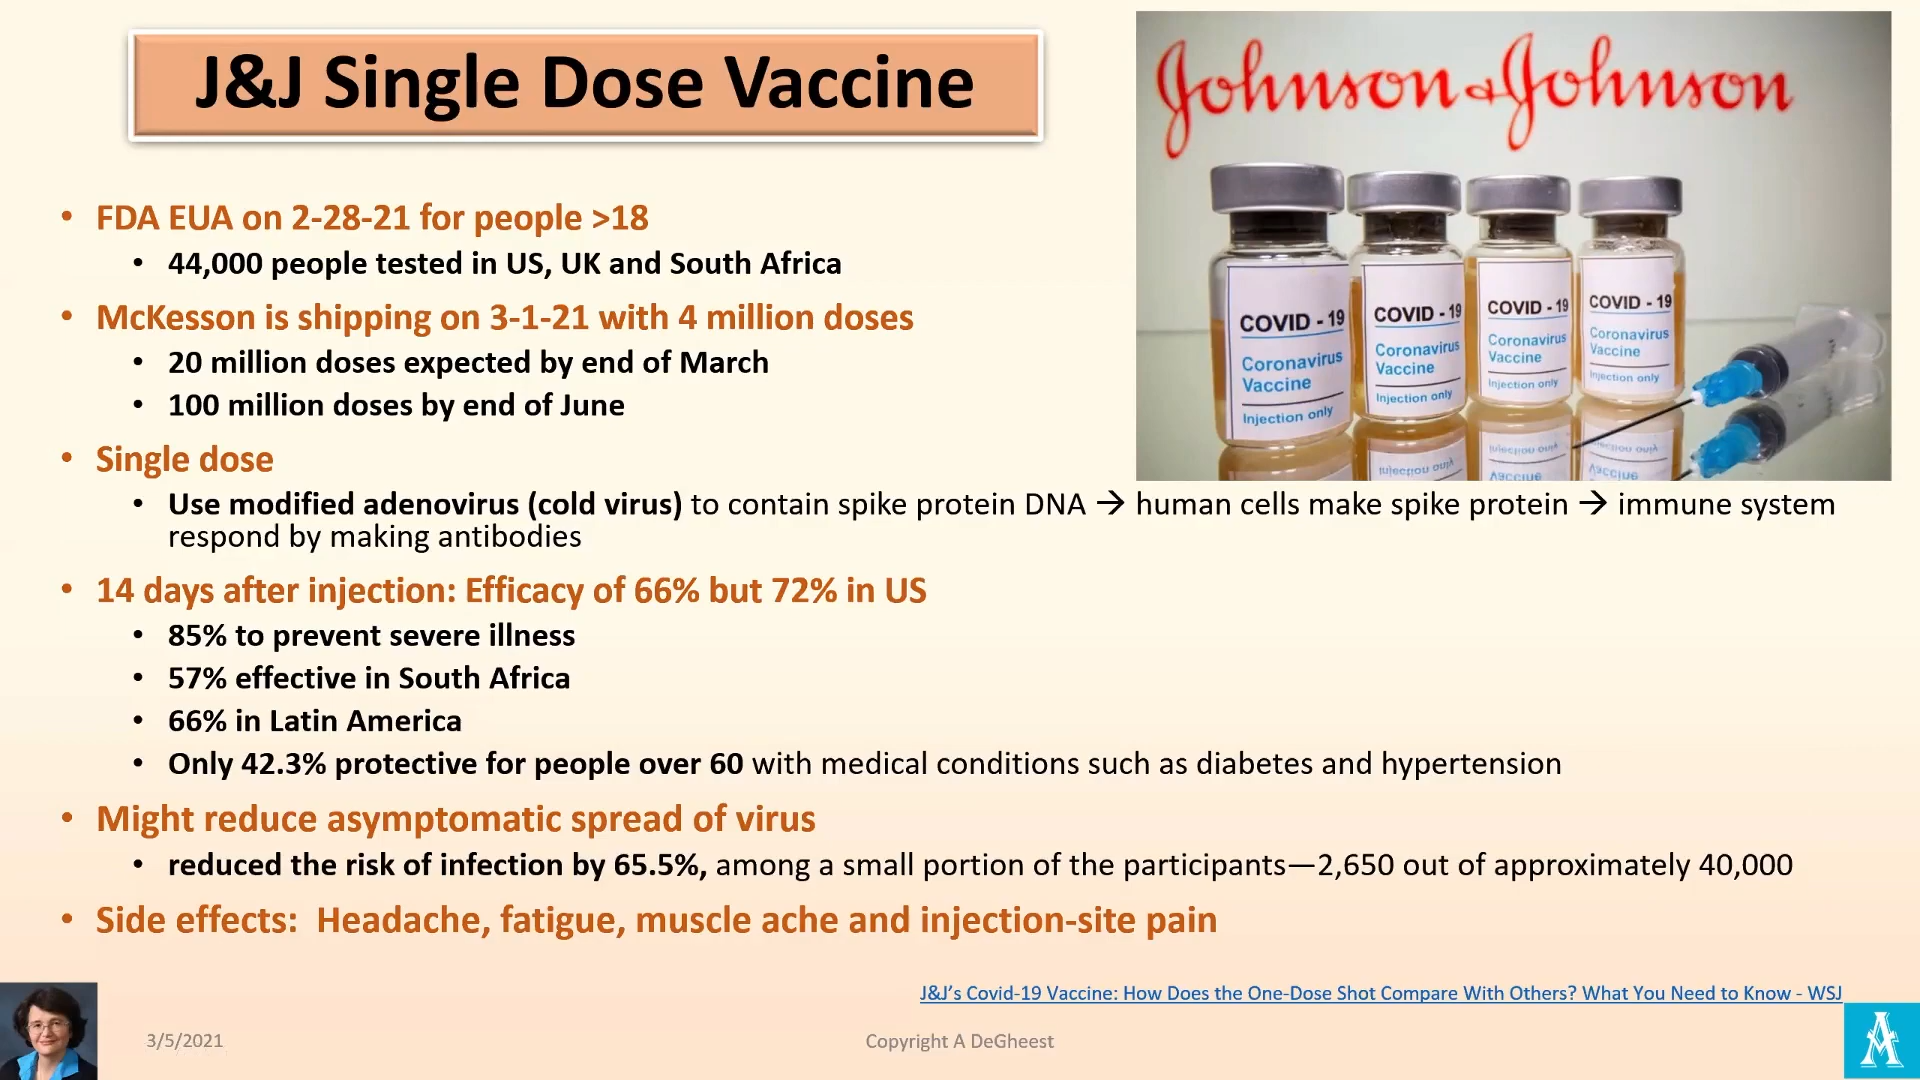 J&J Single Dose Vaccine
Johnson & Johnson
• FDA EUA on 2-28-21 for people >18
• 44,000 people tested in US, UK and South Africa
• McKesson is shipping on 3-1-21 with 4 million doses
• 20 million doses expected by end of March
• 100 million doses by end of June
COVID - 19
Coronavirus
Vaccine
Injection only
COVID - 19
Coronavirus
Vaccine
Injection only
COVID - 19
Coronavirus
Vaccine
Injection only
COVID - 19
Coronavirus
Vaccine
Injection only
• Single dose
• Use modified adenovirus (cold virus) to contain spike protein DNA → human cells make spike protein → immune system
respond by making antibodies
• 14 days after injection: Efficacy of 66% but 72% in US
• 85% to prevent severe illness
• 57% effective in South Africa
• 66% in Latin America
• Only 42.3% protective for people over 60 with medical conditions such as diabetes and hypertension
• Might reduce asymptomatic spread of virus
• reduced the risk of infection by 65.5%, among a small portion of the participants—2,650 out of approximately 40,000
• Side effects:  Headache, fatigue, muscle ache and injection-site pain
J&J's Covid-19 Vaccine: How Does the One-Dose Shot Compare With Others? What You Need to Know - WSJ
3/5/2021
Copyright A DeGheest
A